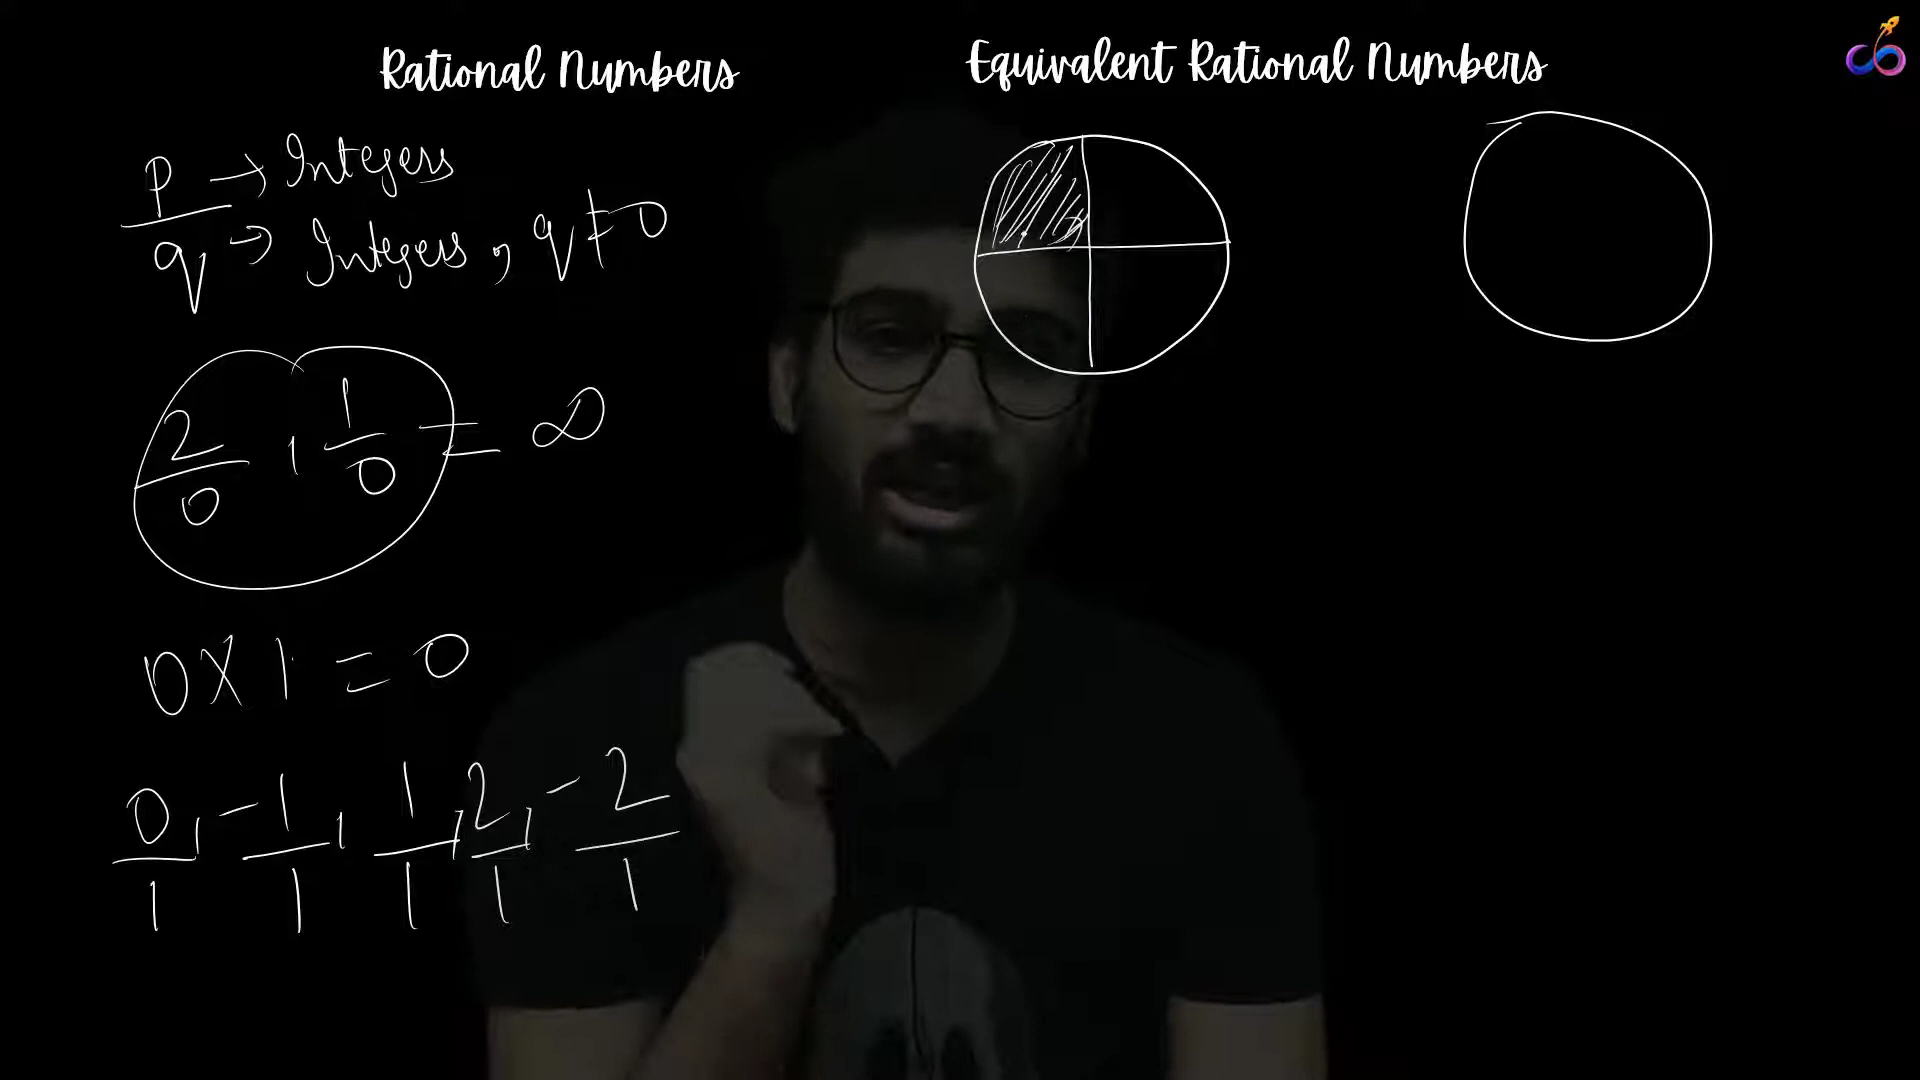 Rational Numbers
Equivalent Rational Numbers
p → Integers
q → Integers, q ≠ 0
2/0, 1/0 = ∞
0 X 1 = 0
0/1, -1/1, 1/1, 2/1, -2/1